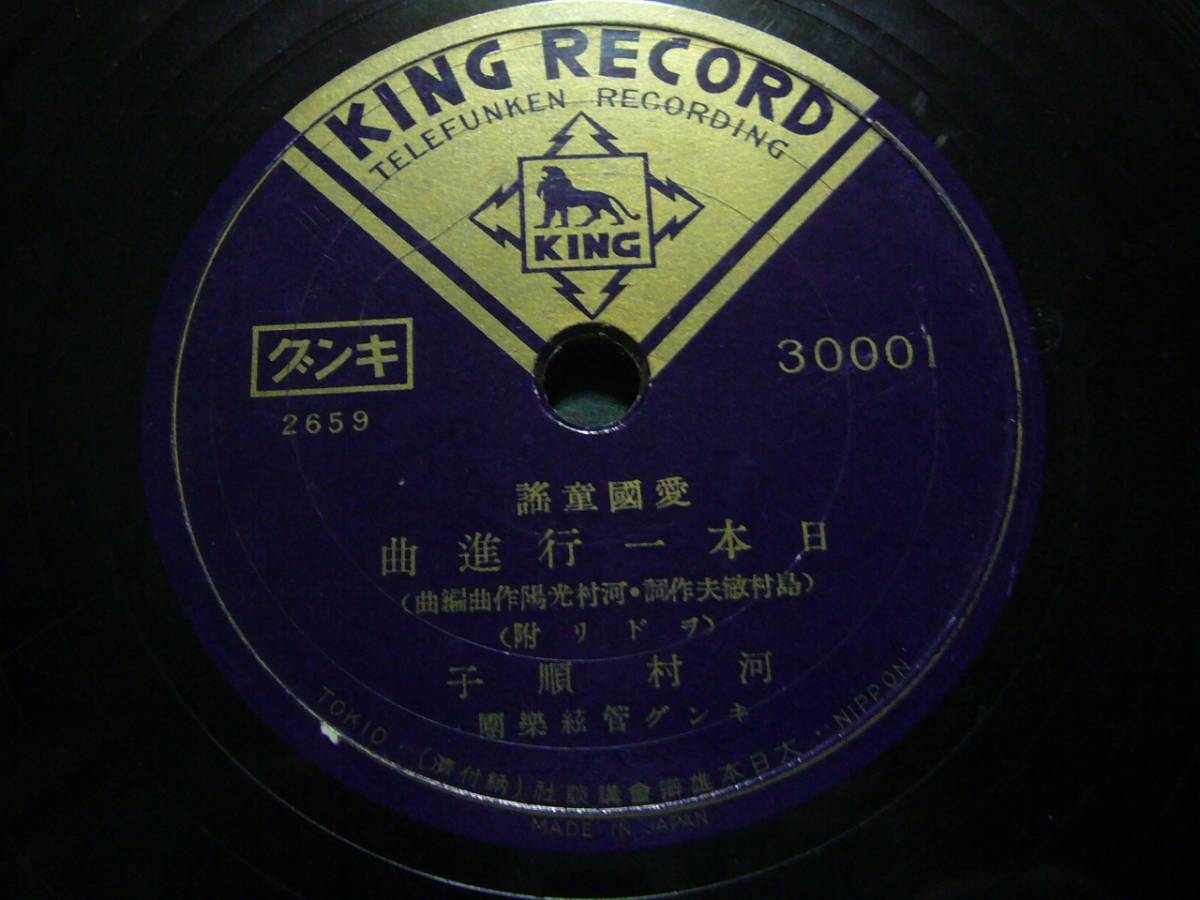 KING RECORD
TELEFUNKEN RECORDING
KING
キング
2659
30001
愛國童謠
日本一行進曲
(島村敏夫作詞•河村光陽作曲編曲)
(ヲドリ附)
河村順子
キング管絃樂團
TOKIO・大日本雄辯會講談社(納付濟)・NIPPON
MADE IN JAPAN